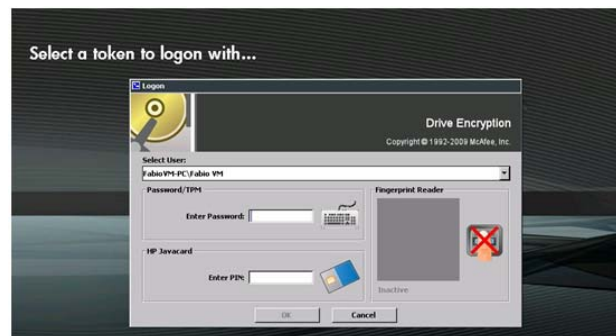 Select a token to logon with...
Logon
Drive Encryption
Copyright © 1992-2009 McAfee, Inc.
Select User:
FabioVM-PC\Fabio VM
Password/TPM
Enter Password:
HP Javacard
Enter PIN:
Fingerprint Reader
Inactive
OK
Cancel